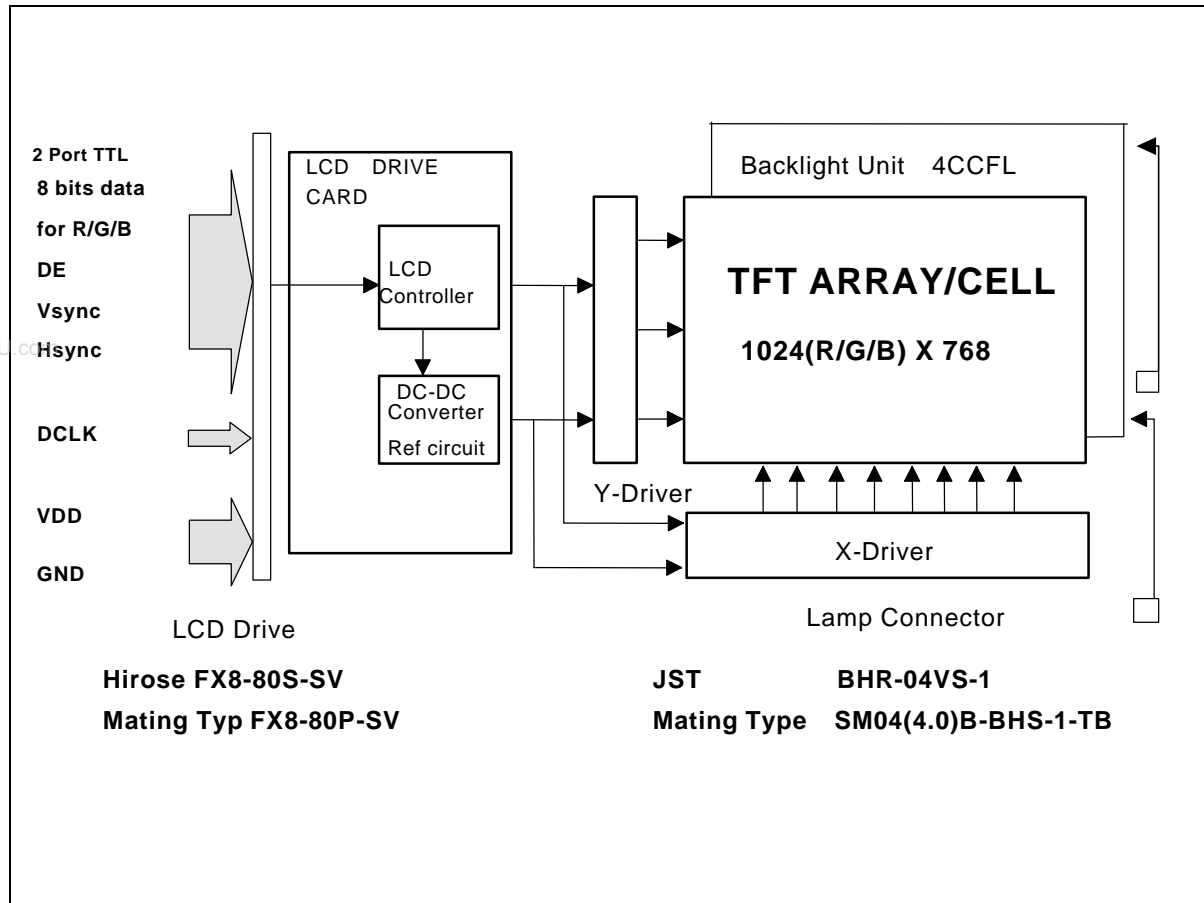 2 Port TTL
8 bits data
for R/G/B
DE
Vsync
Hsync
DCLK
VDD
GND
LCD DRIVE
CARD
LCD
Controller
DC-DC
Converter
Ref circuit
Y-Driver
Backlight Unit 4CCFL
TFT ARRAY/CELL
1024(R/G/B) X 768
X-Driver
LCD Drive
Hirose FX8-80S-SV
Mating Typ FX8-80P-SV
Lamp Connector
JST BHR-04VS-1
Mating Type SM04(4.0)B-BHS-1-TB